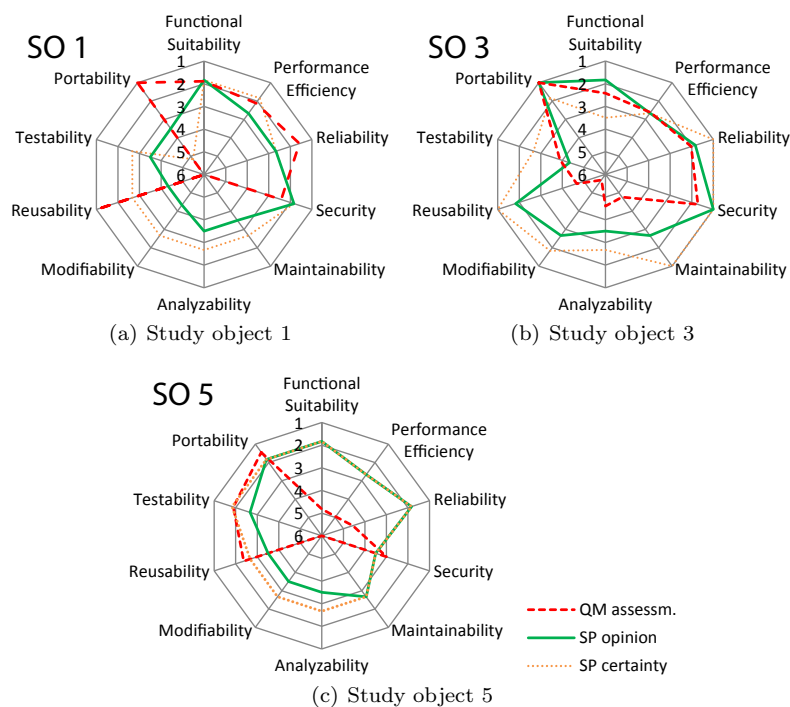 SO 1
Functional
Suitability
Performance
Efficiency
Reliability
Security
Maintainability
Analyzability
Modifiability
Reusability
Testability
Portability
1
2
3
4
5
6
(a) Study object 1
SO 3
Functional
Suitability
Performance
Efficiency
Reliability
Security
Maintainability
Analyzability
Modifiability
Reusability
Testability
Portability
1
2
3
4
5
6
(b) Study object 3
SO 5
Functional
Suitability
Performance
Efficiency
Reliability
Security
Maintainability
Analyzability
Modifiability
Reusability
Testability
Portability
1
2
3
4
5
6
QM assessm.
SP opinion
SP certainty
(c) Study object 5